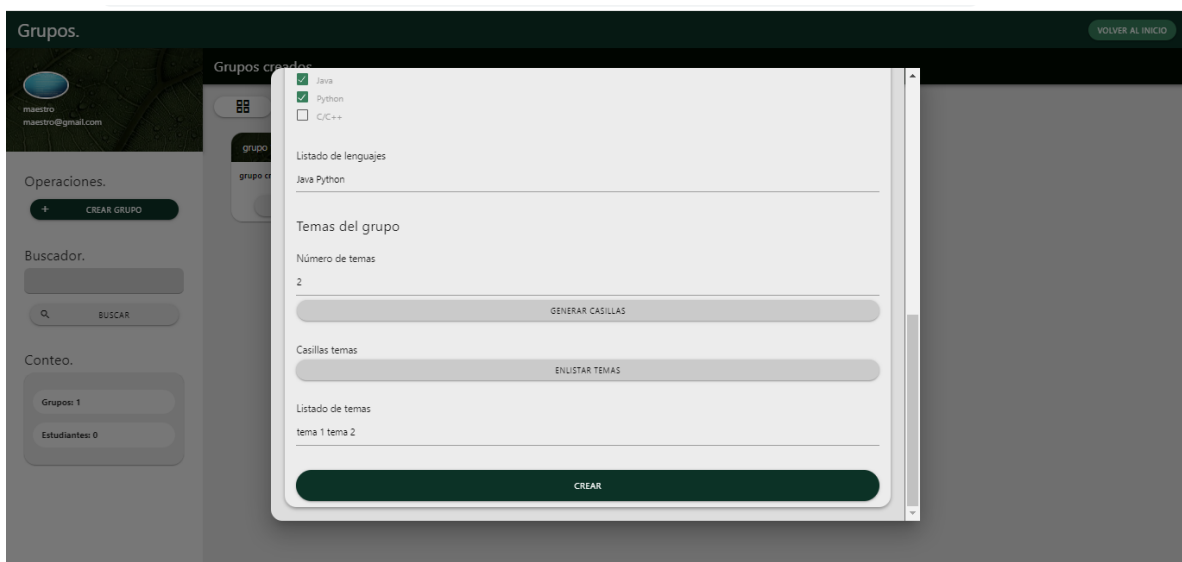 Grupos.
VOLVER AL INICIO
maestro
maestro@gmail.com
Operaciones.
+ CREAR GRUPO
Buscador.
BUSCAR
Conteo.
Grupos: 1
Estudiantes: 0
Grupos creados
grupo
grupo cr
Java
Python
C/C++
Listado de lenguajes
Java Python
Temas del grupo
Número de temas
2
GENERAR CASILLAS
Casillas temas
ENLISTAR TEMAS
Listado de temas
tema 1 tema 2
CREAR